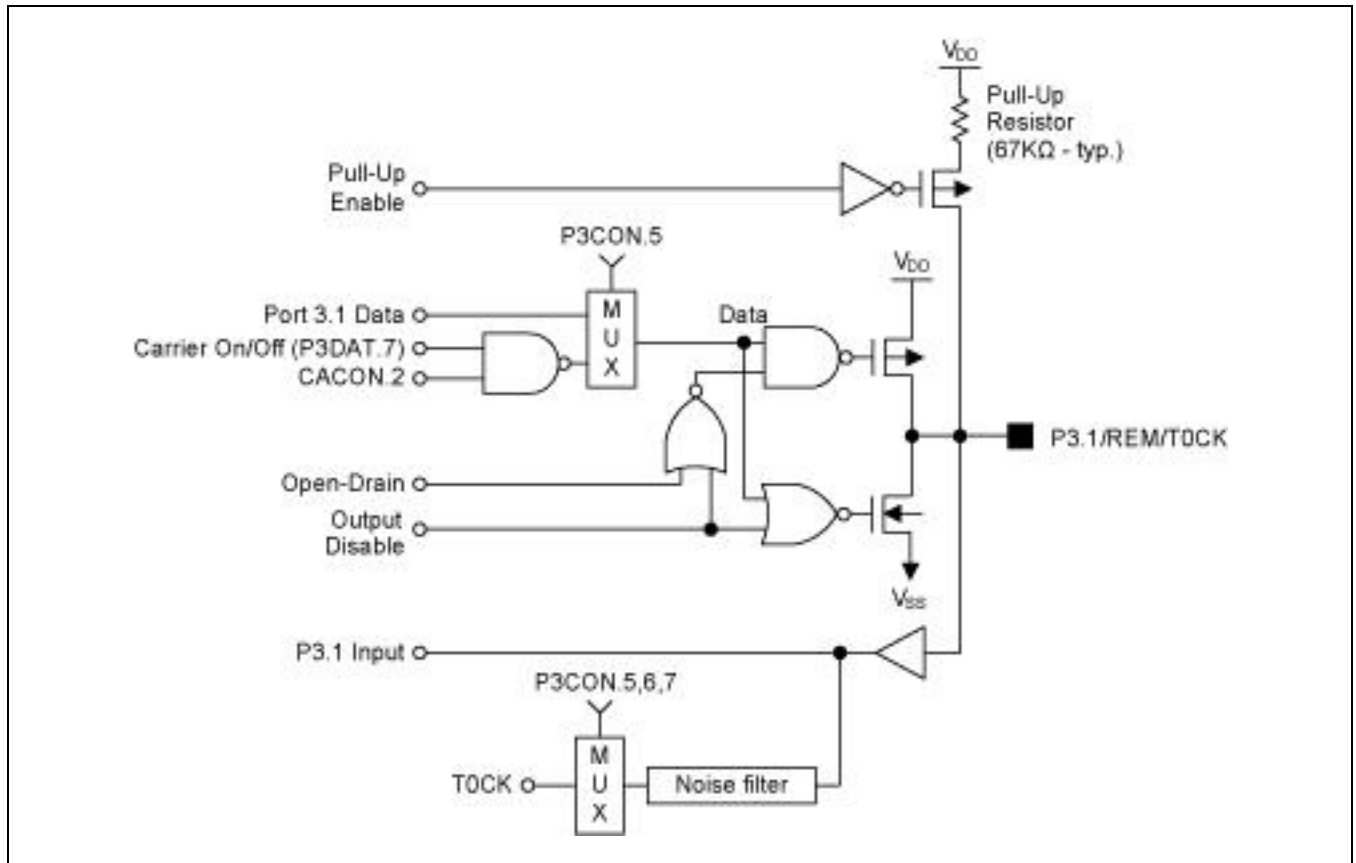 VDD
Pull-Up
Resistor
(67KΩ - typ.)
Pull-Up
Enable
P3CON.5
VDD
Port 3.1 Data
M
U
X
Data
Carrier On/Off (P3DAT.7)
CACON.2
P3.1/REM/T0CK
Open-Drain
Output
Disable
VSS
P3.1 Input
P3CON.5,6,7
T0CK
M
U
X
Noise filter